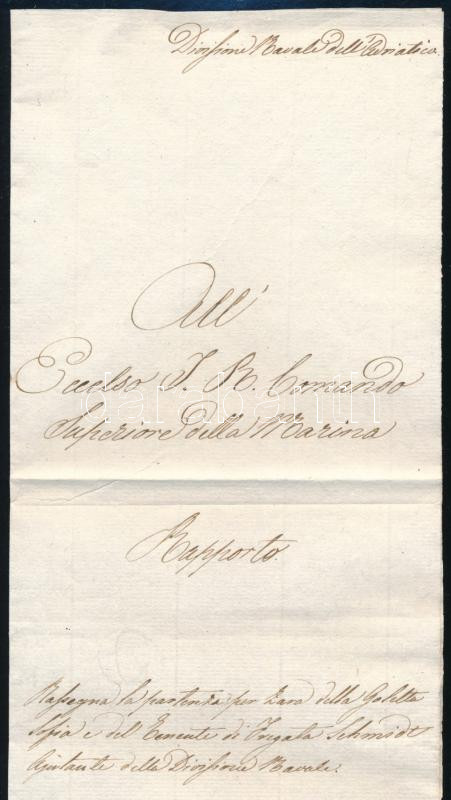 Divisione Navale dell'Adriatico.
All'
Eccelso I. R. Comando
Superiore della Marina
Rapporto.
Rassegna la partenza per Zara della Goletta
Sofia e del Tenente di Fregata Schmidt
Ajutante della Divisione Navale.